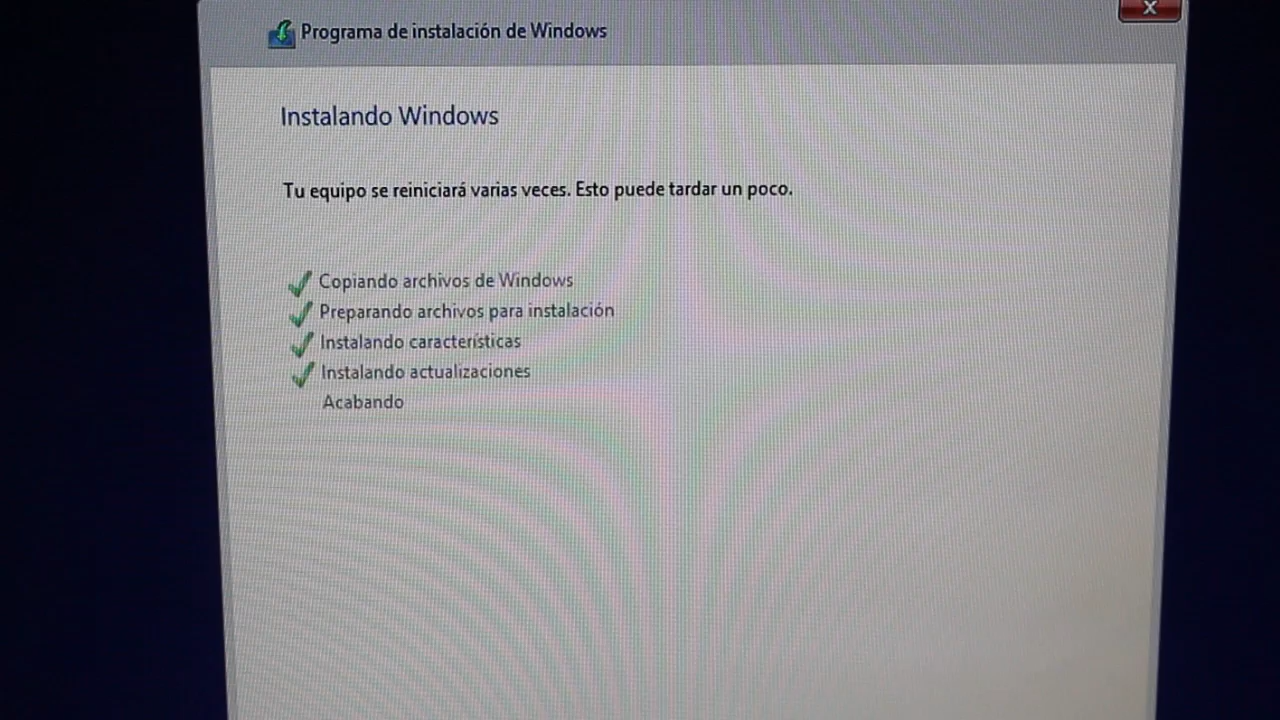 Programa de instalación de Windows
Instalando Windows
Tu equipo se reiniciará varias veces. Esto puede tardar un poco.
Copiando archivos de Windows
Preparando archivos para instalación
Instalando características
Instalando actualizaciones
Acabando